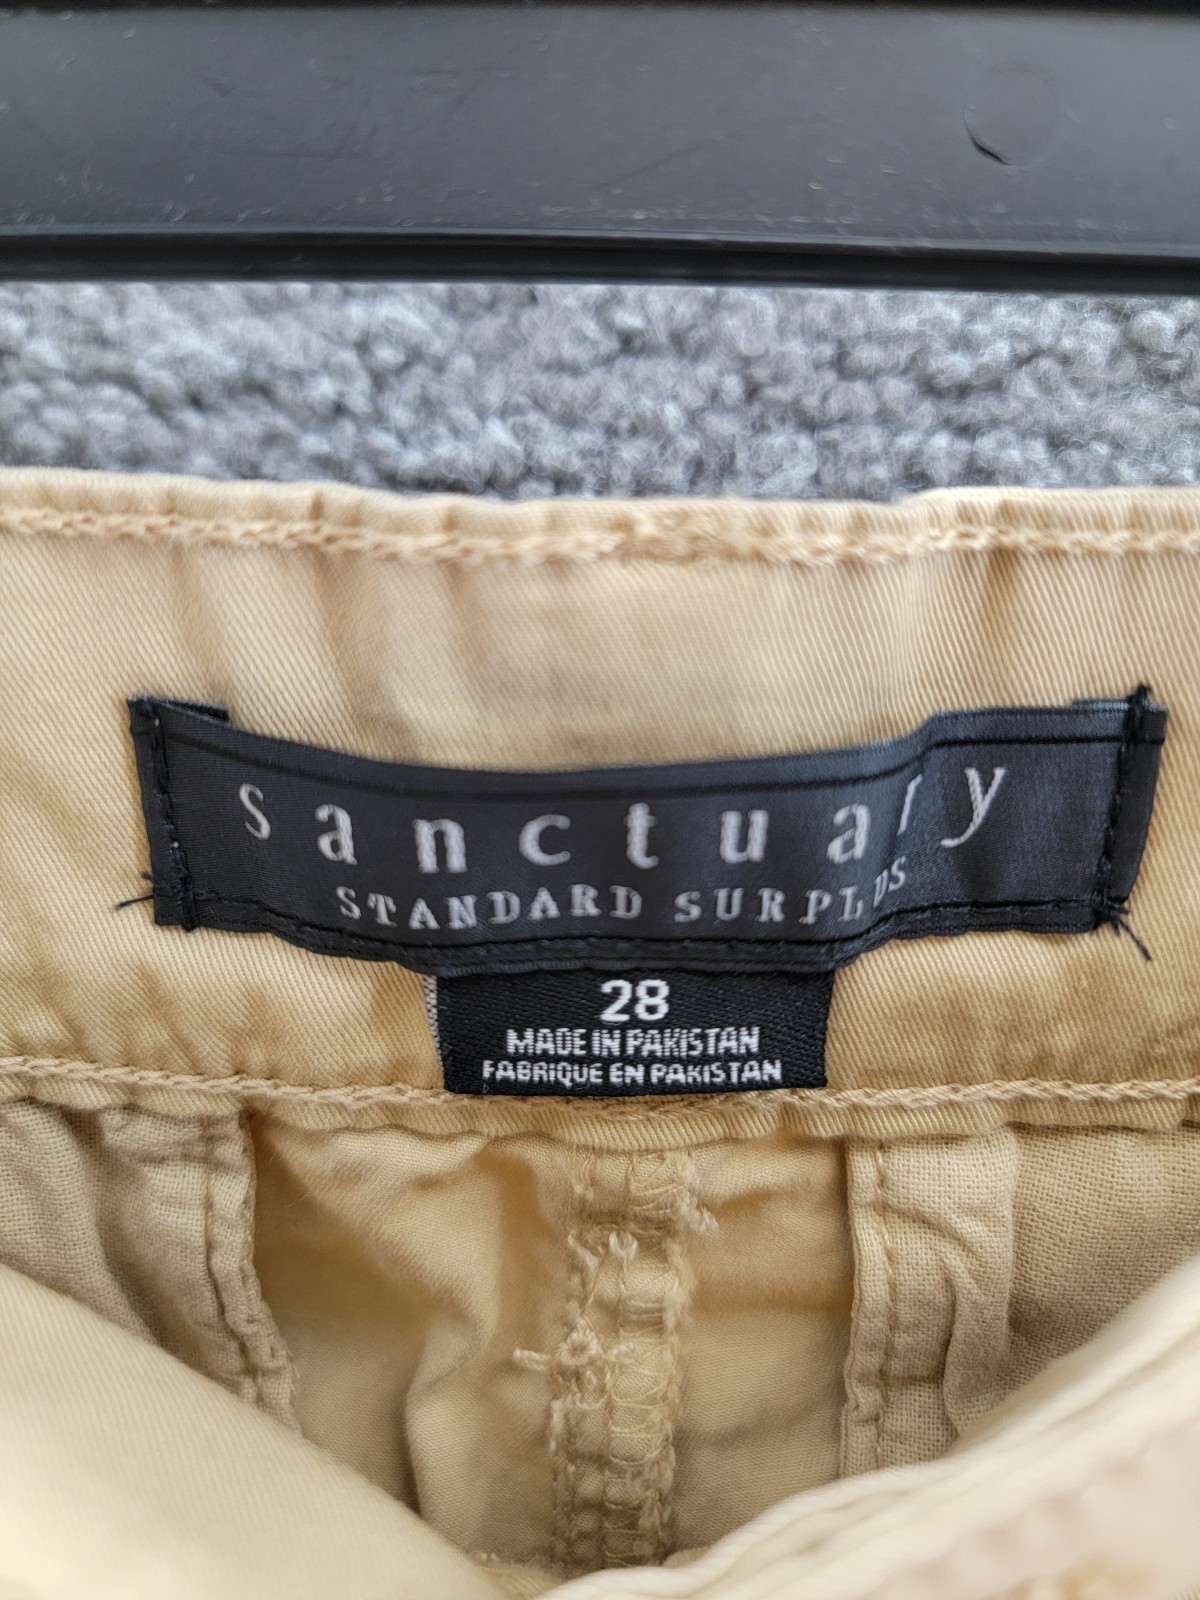 sanctuary
STANDARD SURPLUS
28
MADE IN PAKISTAN
FABRIQUE EN PAKISTAN